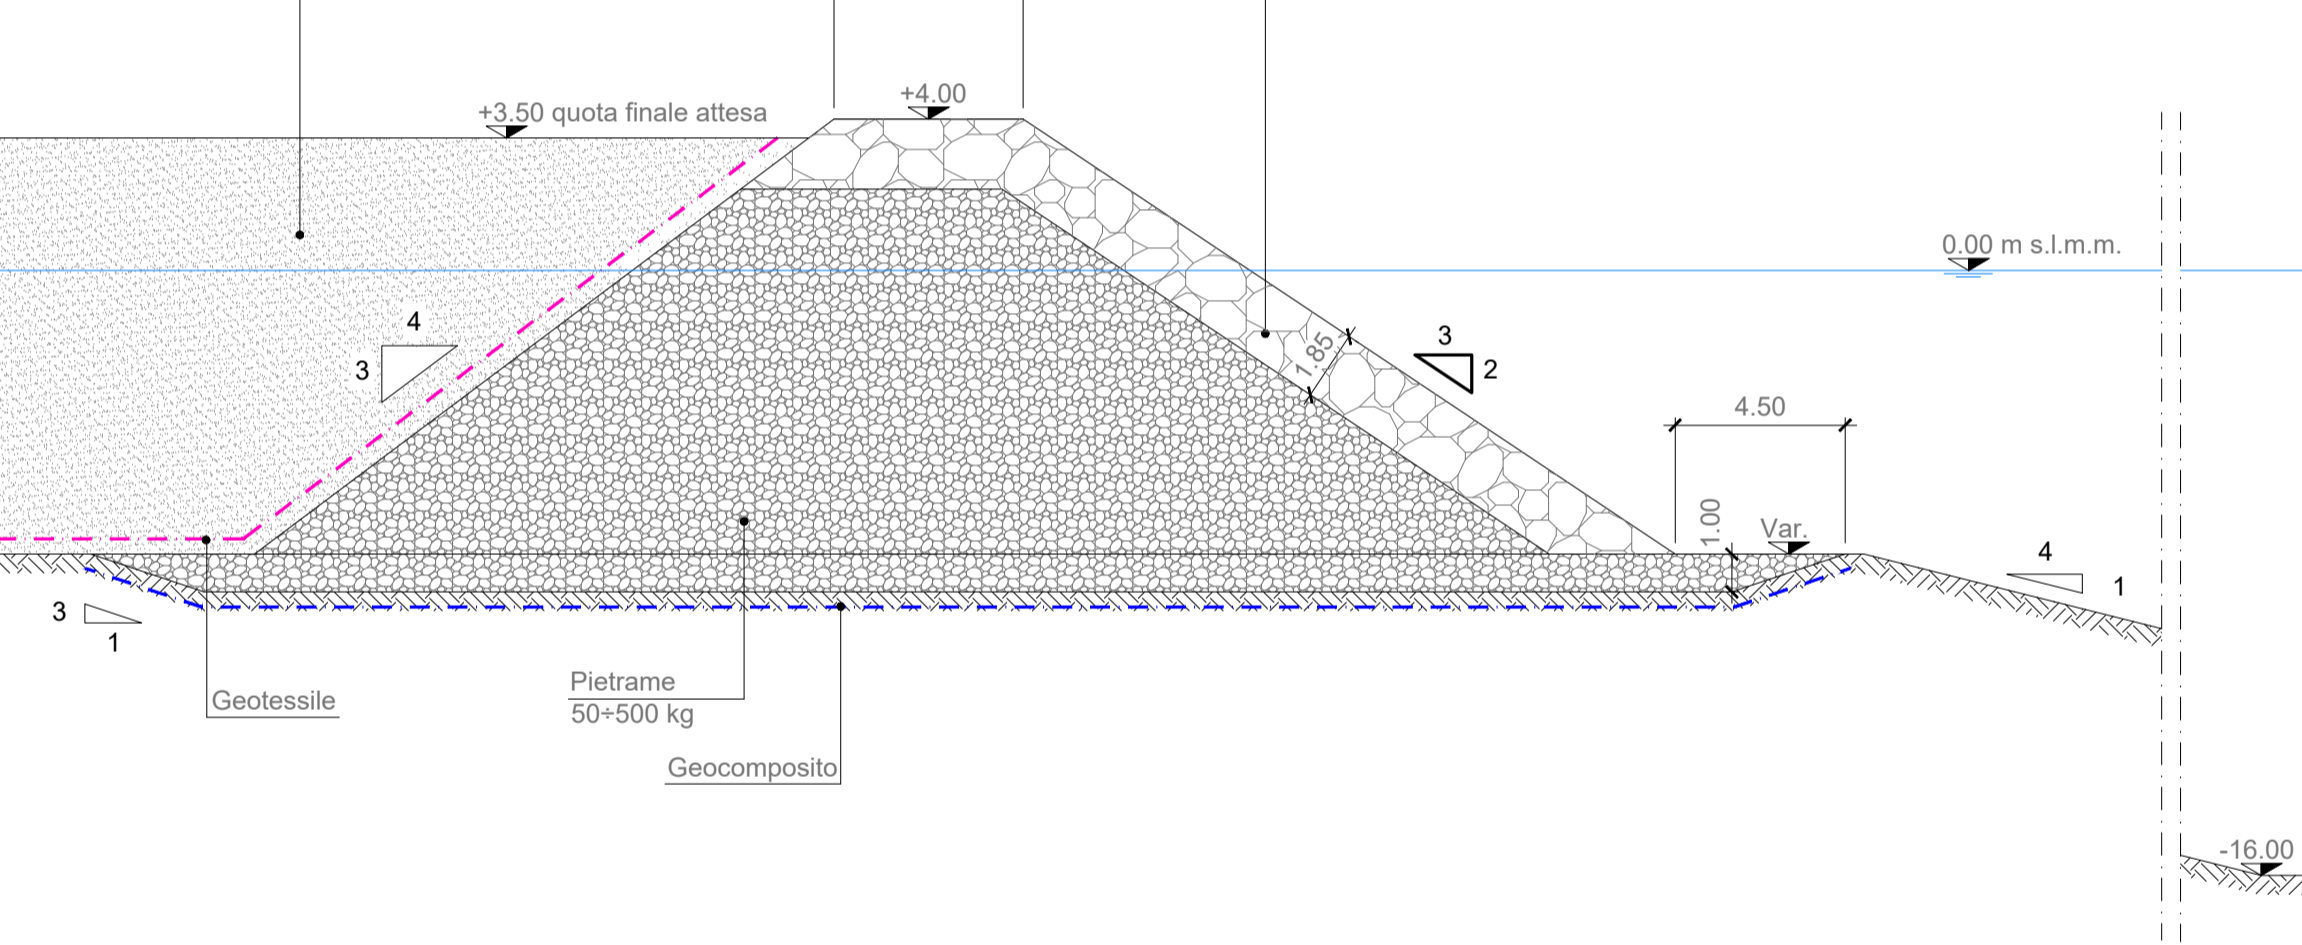 +4.00
+3.50 quota finale attesa
0.00 m s.l.m.m.
4
3
1.85
3
2
4.50
1.00
Var.
4
1
3
1
Geotessile
Pietrame
50÷500 kg
Geocomposito
-16.00